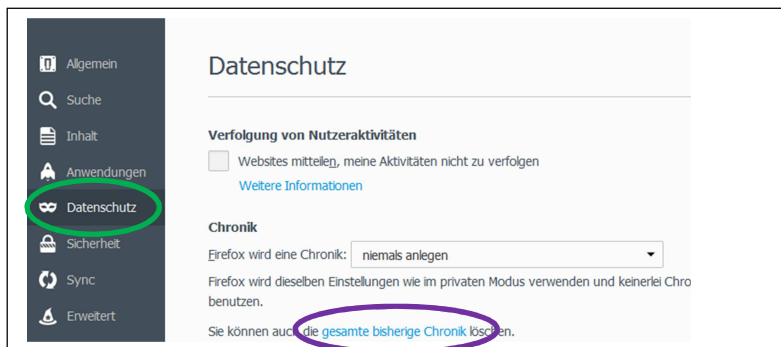 Allgemein
Suche
Inhalt
Anwendungen
Datenschutz
Sicherheit
Sync
Erweitert
Datenschutz
Verfolgung von Nutzeraktivitäten
Websites mitteilen, meine Aktivitäten nicht zu verfolgen
Weitere Informationen
Chronik
Firefox wird eine Chronik: niemals anlegen
Firefox wird dieselben Einstellungen wie im privaten Modus verwenden und keinerlei Chro
benutzen.
Sie können auch die gesamte bisherige Chronik löschen.